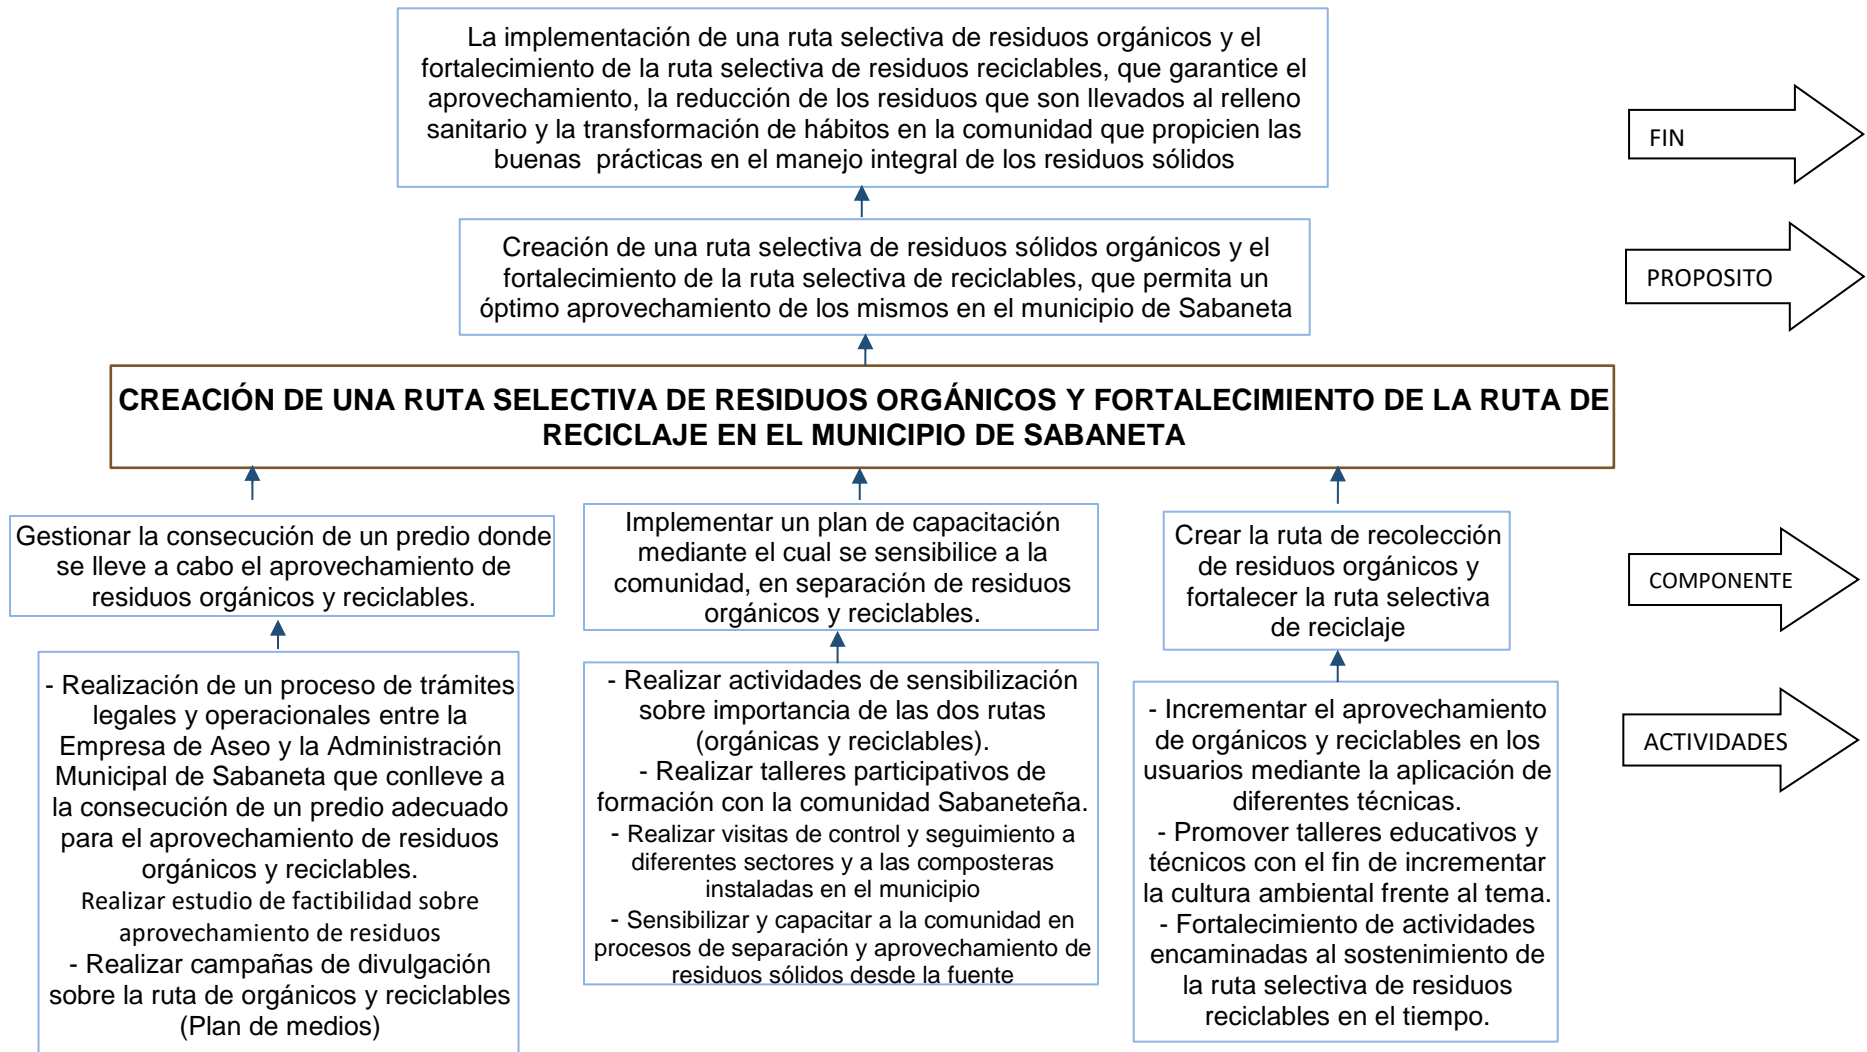 La implementación de una ruta selectiva de residuos orgánicos y el
fortalecimiento de la ruta selectiva de residuos reciclables, que garantice el
aprovechamiento, la reducción de los residuos que son llevados al relleno
sanitario y la transformación de hábitos en la comunidad que propicien las
buenas prácticas en el manejo integral de los residuos sólidos
FIN
Creación de una ruta selectiva de residuos sólidos orgánicos y el
fortalecimiento de la ruta selectiva de reciclables, que permita un
óptimo aprovechamiento de los mismos en el municipio de Sabaneta
PROPOSITO
CREACIÓN DE UNA RUTA SELECTIVA DE RESIDUOS ORGÁNICOS Y FORTALECIMIENTO DE LA RUTA DE
RECICLAJE EN EL MUNICIPIO DE SABANETA
Gestionar la consecución de un predio donde
se lleve a cabo el aprovechamiento de
residuos orgánicos y reciclables.
Implementar un plan de capacitación
mediante el cual se sensibilice a la
comunidad, en separación de residuos
orgánicos y reciclables.
Crear la ruta de recolección
de residuos orgánicos y
fortalecer la ruta selectiva
de reciclaje
COMPONENTE
- Realización de un proceso de trámites
legales y operacionales entre la
Empresa de Aseo y la Administración
Municipal de Sabaneta que conlleve a
la consecución de un predio adecuado
para el aprovechamiento de residuos
orgánicos y reciclables.
Realizar estudio de factibilidad sobre
aprovechamiento de residuos
- Realizar campañas de divulgación
sobre la ruta de orgánicos y reciclables
(Plan de medios)
- Realizar actividades de sensibilización
sobre importancia de las dos rutas
(orgánicas y reciclables).
- Realizar talleres participativos de
formación con la comunidad Sabaneteña.
- Realizar visitas de control y seguimiento a
diferentes sectores y a las composteras
instaladas en el municipio
- Sensibilizar y capacitar a la comunidad en
procesos de separación y aprovechamiento de
residuos sólidos desde la fuente
- Incrementar el aprovechamiento
de orgánicos y reciclables en los
usuarios mediante la aplicación de
diferentes técnicas.
- Promover talleres educativos y
técnicos con el fin de incrementar
la cultura ambiental frente al tema.
- Fortalecimiento de actividades
encaminadas al sostenimiento de
la ruta selectiva de residuos
reciclables en el tiempo.
ACTIVIDADES